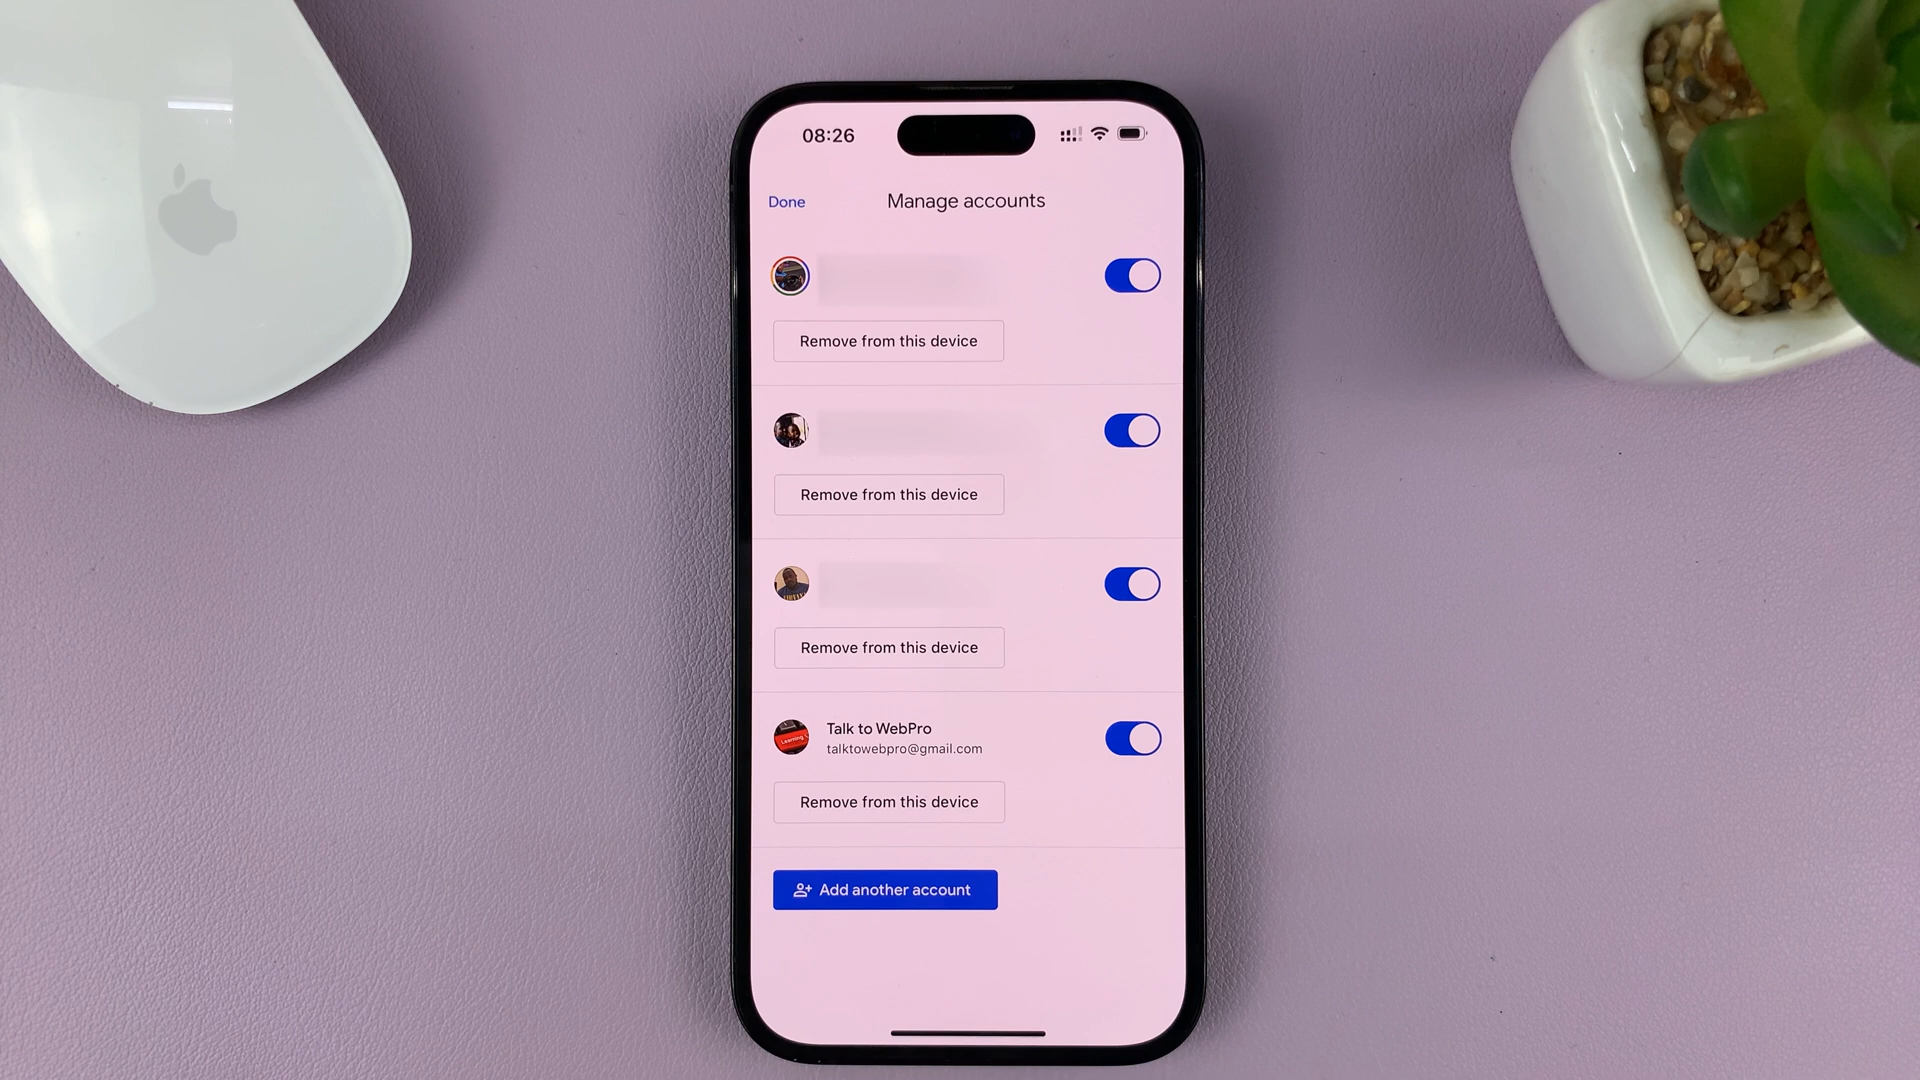 08:26
Done
Manage accounts
Remove from this device
Remove from this device
Remove from this device
Talk to WebPro
talktowebpro@gmail.com
Remove from this device
Add another account